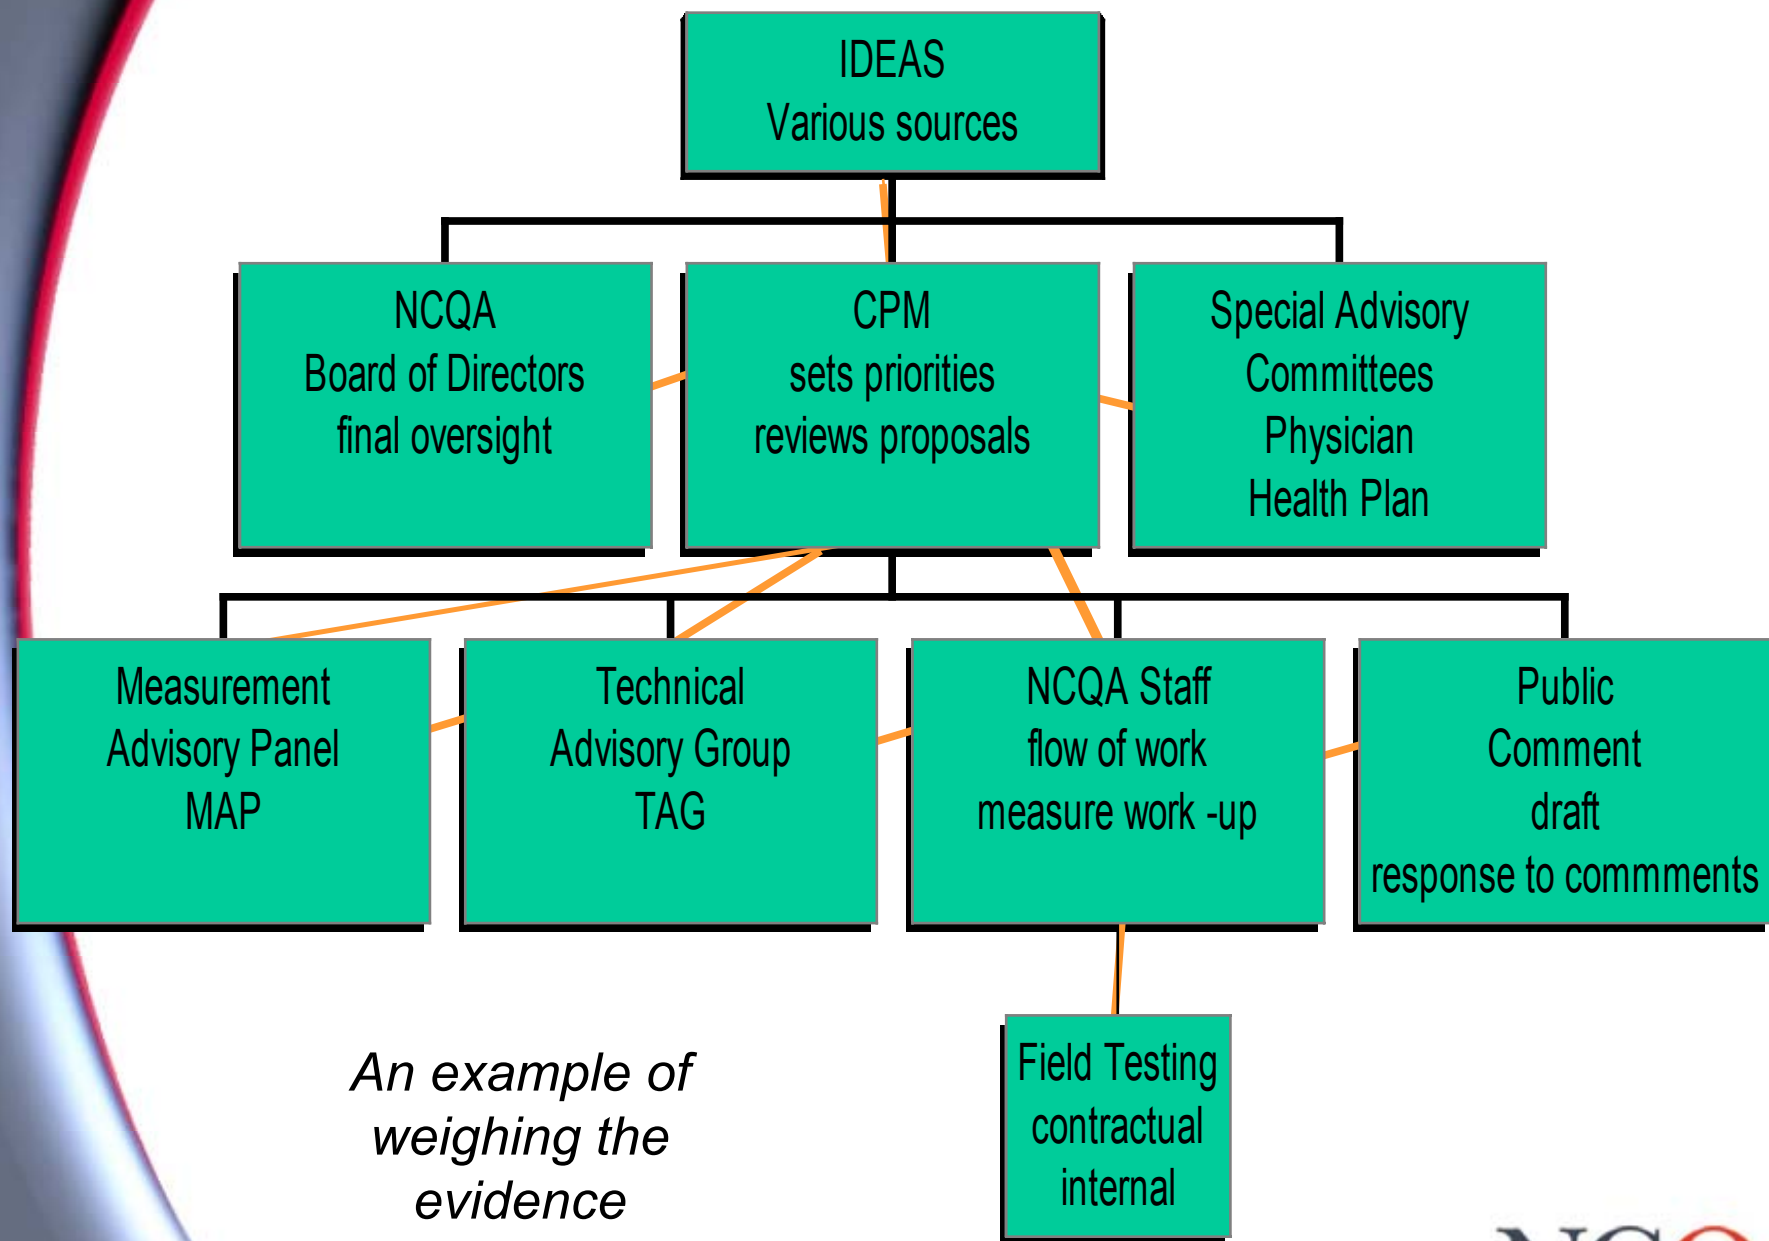 IDEAS
Various sources
NCQA
Board of Directors
final oversight
CPM
sets priorities
reviews proposals
Special Advisory
Committees
Physician
Health Plan
Measurement
Advisory Panel
MAP
Technical
Advisory Group
TAG
NCQA Staff
flow of work
measure work -up
Public
Comment
draft
response to commments
Field Testing
contractual
internal
An example of
weighing the
evidence